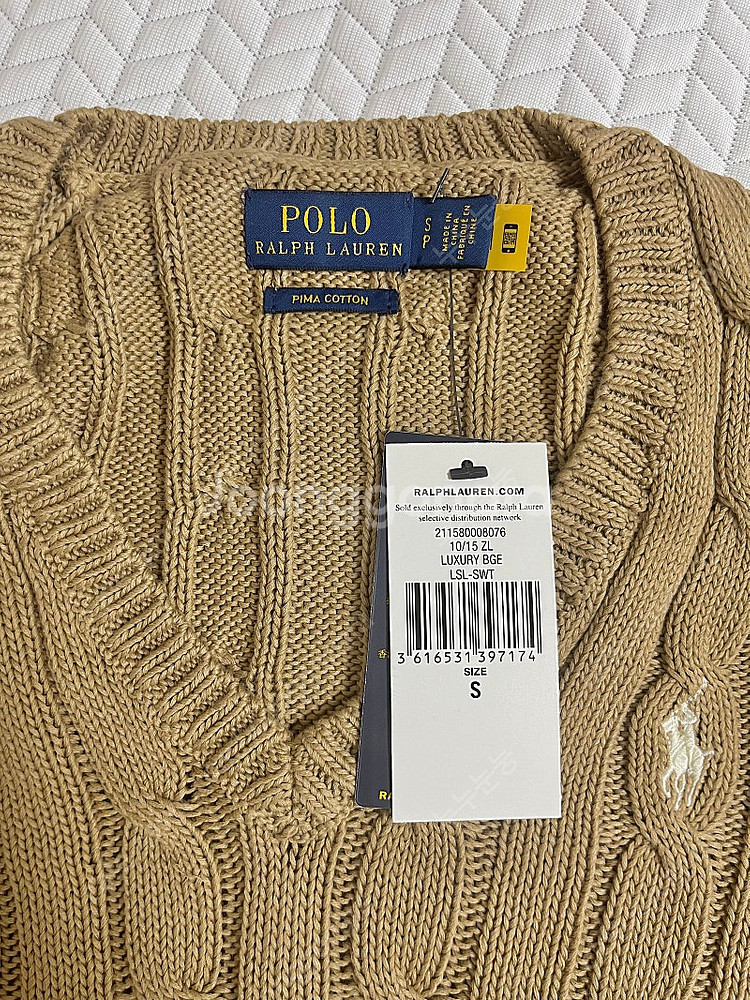 POLO
RALPH LAUREN
S
P
MADE IN
CHINA
FABRIQUÉ EN
CHINE
PIMA COTTON
RALPHLAUREN.COM
Sold exclusively through the Ralph Lauren
selective distribution network
211580008076
10/15 ZL
LUXURY BGE
LSL-SWT
3 616531 397174
SIZE
S
RA